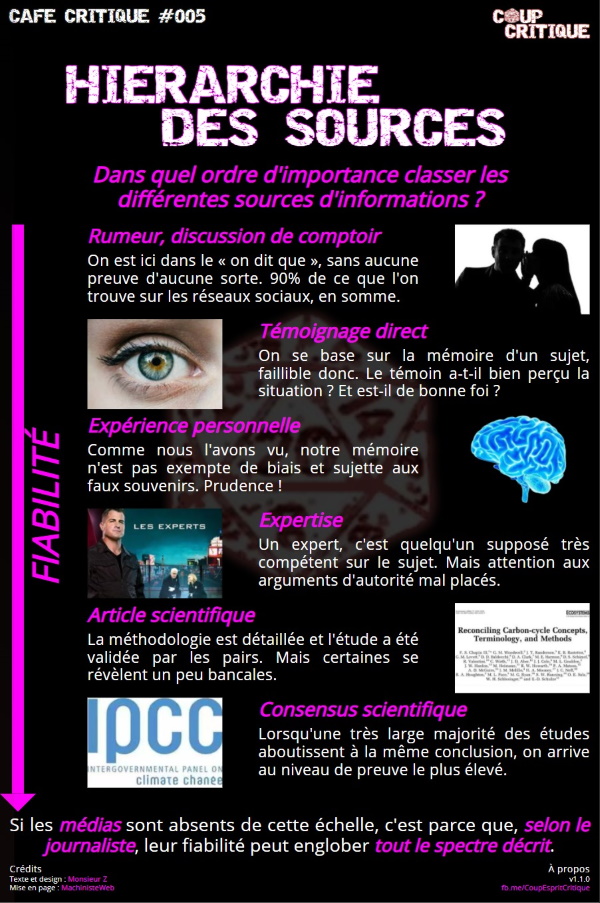 CAFE CRITIQUE #005
COUP
CRITIQUE
HIERARCHIE
DES SOURCES
Dans quel ordre d'importance classer les
différentes sources d'informations ?
FIABILITÉ
Rumeur, discussion de comptoir
On est ici dans le « on dit que », sans aucune
preuve d'aucune sorte. 90% de ce que l'on
trouve sur les réseaux sociaux, en somme.
Témoignage direct
On se base sur la mémoire d'un sujet,
faillible donc. Le témoin a-t-il bien perçu la
situation ? Et est-il de bonne foi ?
Expérience personnelle
Comme nous l'avons vu, notre mémoire
n'est pas exempte de biais et sujette aux
faux souvenirs. Prudence !
LES EXPERTS
Expertise
Un expert, c'est quelqu'un supposé très
compétent sur le sujet. Mais attention aux
arguments d'autorité mal placés.
Article scientifique
La méthodologie est détaillée et l'étude a été
validée par les pairs. Mais certaines se
révèlent un peu bancales.
ECOSYSTEMS
Reconciling Carbon-cycle Concepts,
Terminology, and Methods
ipcc
INTERGOVERNMENTAL PANEL ON
climate change
Consensus scientifique
Lorsqu'une très large majorité des études
aboutissent à la même conclusion, on arrive
au niveau de preuve le plus élevé.
Si les médias sont absents de cette échelle, c'est parce que, selon le
journaliste, leur fiabilité peut englober tout le spectre décrit.
Crédits
Texte et design : Monsieur Z
Mise en page : MachinisteWeb
À propos
v1.1.0
fb.me/CoupEspritCritique